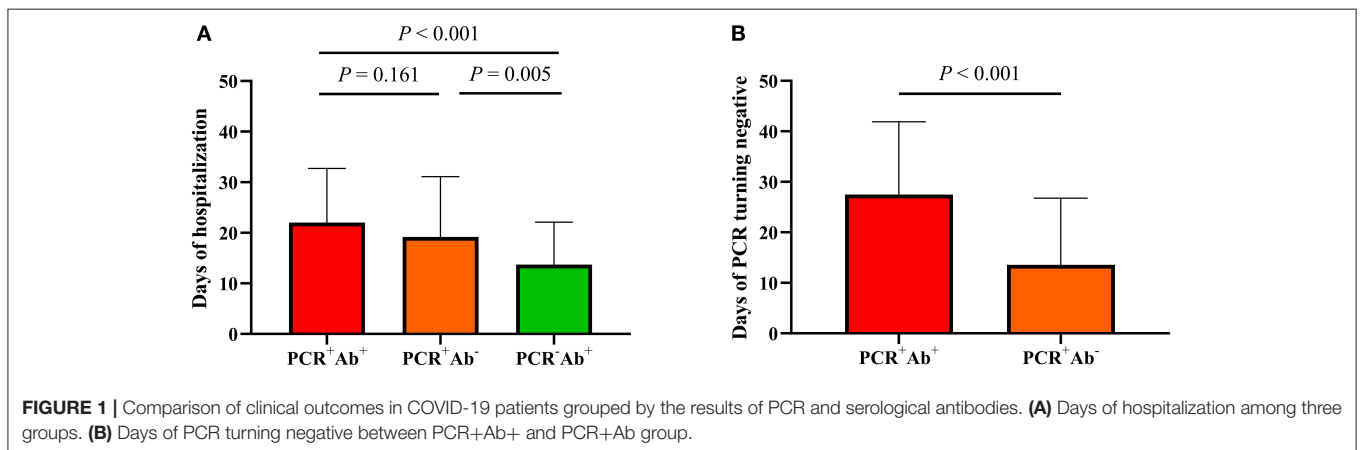 A
P < 0.001
P = 0.161
P = 0.005
Days of hospitalization
50
40
30
20
10
0
PCR⁺Ab⁺
PCR⁺Ab⁻
PCR⁻Ab⁺
B
P < 0.001
Days of PCR turning negative
50
40
30
20
10
0
PCR⁺Ab⁺
PCR⁺Ab⁻
FIGURE 1 | Comparison of clinical outcomes in COVID-19 patients grouped by the results of PCR and serological antibodies. (A) Days of hospitalization among three
groups. (B) Days of PCR turning negative between PCR+Ab+ and PCR+Ab group.